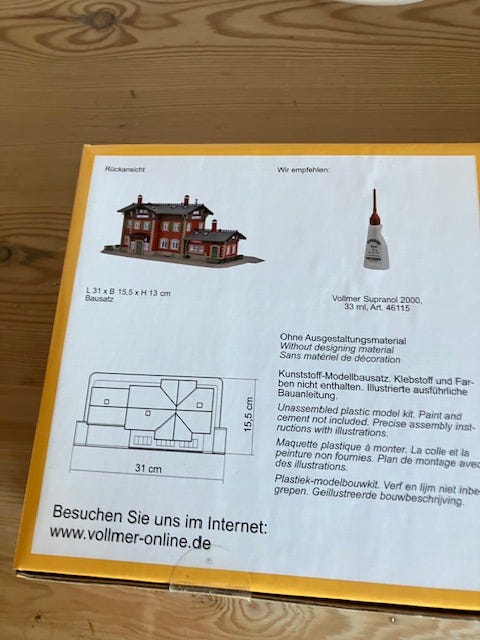 Rückansicht
Wir empfehlen:
L 31 x B 15,5 x H 13 cm
Bausatz
Vollmer Supranol 2000,
33 ml, Art. 46115
Ohne Ausgestaltungsmaterial
Without designing material
Sans matériel de décoration
Kunststoff-Modellbausatz. Klebstoff und Far-
ben nicht enthalten. Illustrierte ausführliche
Bauanleitung.
Unassembled plastic model kit. Paint and
cement not included. Precise assembly inst-
ructions with illustrations.
Maquette plastique à monter. La colle et la
peinture non fournies. Plan de montage avec
des illustrations.
Plastiek-modelbouwkit. Verf en lijm niet inbe-
grepen. Geillustreerde bouwbeschrijving.
15,5 cm
31 cm
Besuchen Sie uns im Internet:
www.vollmer-online.de